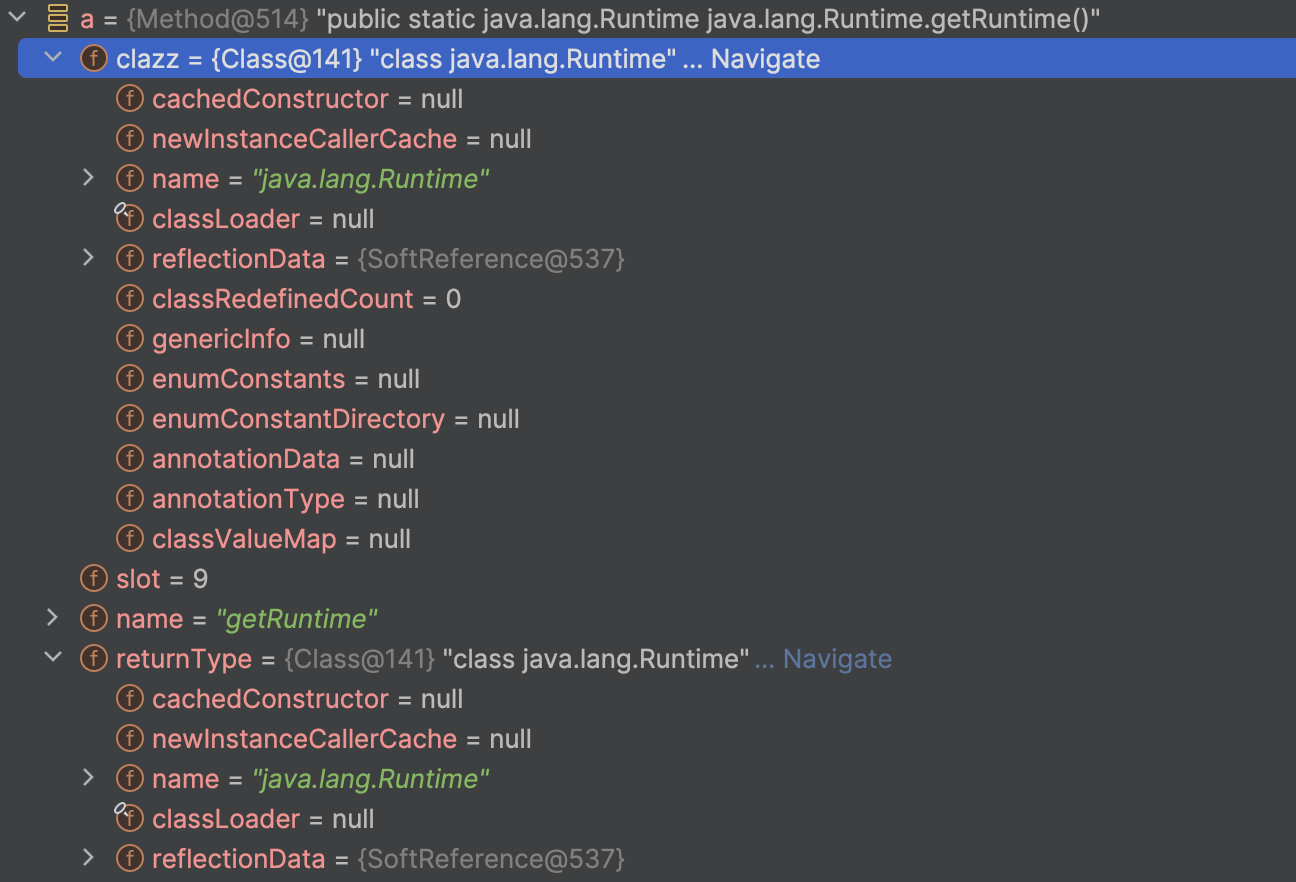 a = {Method@514} "public static java.lang.Runtime java.lang.Runtime.getRuntime()"
f clazz = {Class@141} "class java.lang.Runtime" ... Navigate
f cachedConstructor = null
f newInstanceCallerCache = null
f name = "java.lang.Runtime"
f classLoader = null
f reflectionData = {SoftReference@537}
f classRedefinedCount = 0
f genericInfo = null
f enumConstants = null
f enumConstantDirectory = null
f annotationData = null
f annotationType = null
f classValueMap = null
f slot = 9
f name = "getRuntime"
f returnType = {Class@141} "class java.lang.Runtime" ... Navigate
f cachedConstructor = null
f newInstanceCallerCache = null
f name = "java.lang.Runtime"
f classLoader = null
f reflectionData = {SoftReference@537}